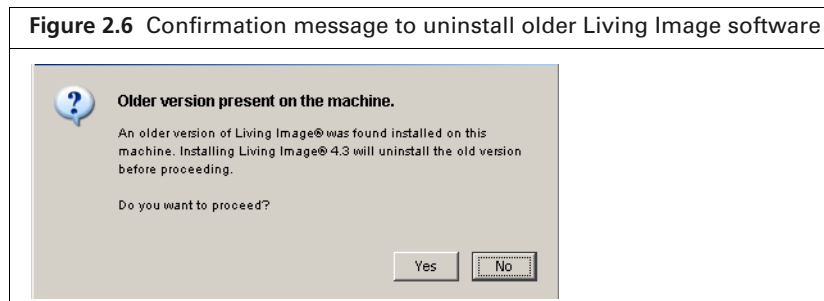 Figure 2.6 Confirmation message to uninstall older Living Image software
Older version present on the machine.
An older version of Living Image® was found installed on this
machine. Installing Living Image® 4.3 will uninstall the old version
before proceeding.
Do you want to proceed?
Yes No